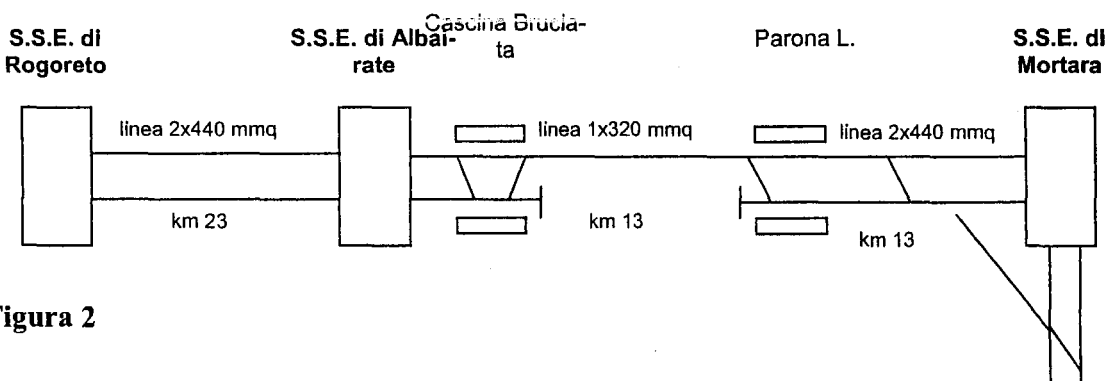 S.S.E. di
Rogoreto
S.S.E. di Albai-
rate
Cascina Brucia-
ta
Parona L.
S.S.E. di
Mortara
linea 2x440 mmq
linea 1x320 mmq
linea 2x440 mmq
km 23
km 13
km 13
igura 2